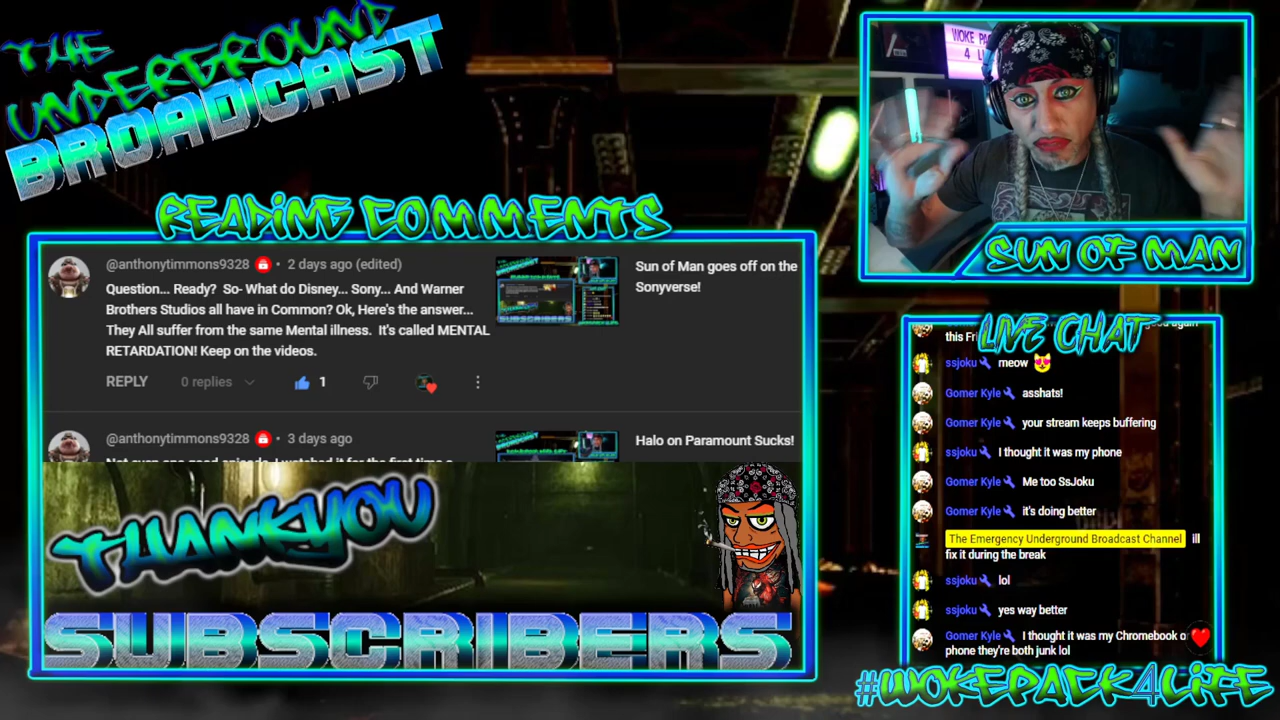 THE
UNDERGROUND
BROADCAST
READING COMMENTS
@anthonytimmons9328 • 2 days ago (edited)
Question... Ready? So- What do Disney... Sony... And Warner
Brothers Studios all have in Common? Ok, Here's the answer...
They All suffer from the same Mental illness. It's called MENTAL
RETARDATION! Keep on the videos.
REPLY 0 replies 1
Sun of Man goes off on the
Sonyverse!
@anthonytimmons9328 • 3 days ago
Halo on Paramount Sucks!
THANKYOU
SUBSCRIBERS
WOKE
4
SUN OF MAN
LIVE CHAT
again
this
ssjoku meow
Gomer Kyle asshats!
Gomer Kyle your stream keeps buffering
ssjoku I thought it was my phone
Gomer Kyle Me too SsJoku
Gomer Kyle it's doing better
The Emergency Underground Broadcast Channel ill
fix it during the break
ssjoku lol
ssjoku yes way better
Gomer Kyle I thought it was my Chromebook o
phone they're both junk lol
#WOKEPACK4LIFE